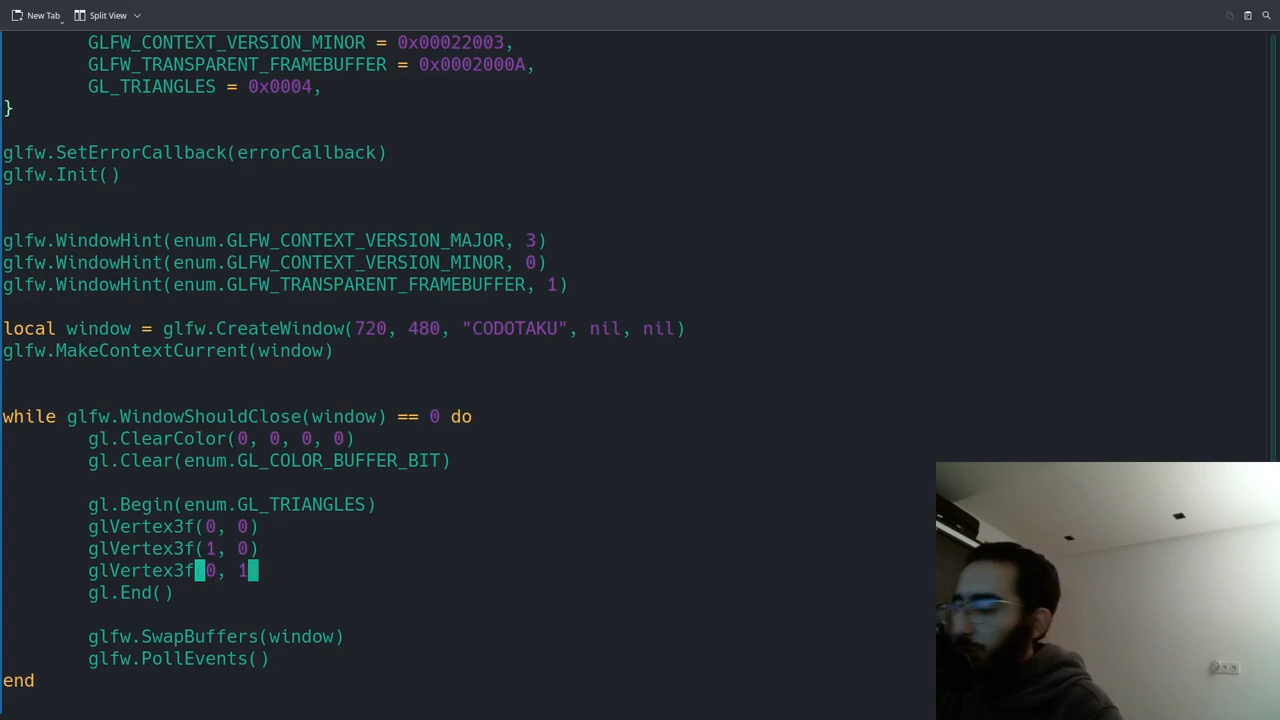 New Tab
Split View
GLFW_CONTEXT_VERSION_MINOR = 0x00022003,
GLFW_TRANSPARENT_FRAMEBUFFER = 0x0002000A,
GL_TRIANGLES = 0x0004,
}
glfw.SetErrorCallback(errorCallback)
glfw.Init()
glfw.WindowHint(enum.GLFW_CONTEXT_VERSION_MAJOR, 3)
glfw.WindowHint(enum.GLFW_CONTEXT_VERSION_MINOR, 0)
glfw.WindowHint(enum.GLFW_TRANSPARENT_FRAMEBUFFER, 1)
local window = glfw.CreateWindow(720, 480, "CODOTAKU", nil, nil)
glfw.MakeContextCurrent(window)
while glfw.WindowShouldClose(window) == 0 do
gl.ClearColor(0, 0, 0, 0)
gl.Clear(enum.GL_COLOR_BUFFER_BIT)
gl.Begin(enum.GL_TRIANGLES)
glVertex3f(0, 0)
glVertex3f(1, 0)
glVertex3f(0, 1)
gl.End()
glfw.SwapBuffers(window)
glfw.PollEvents()
end